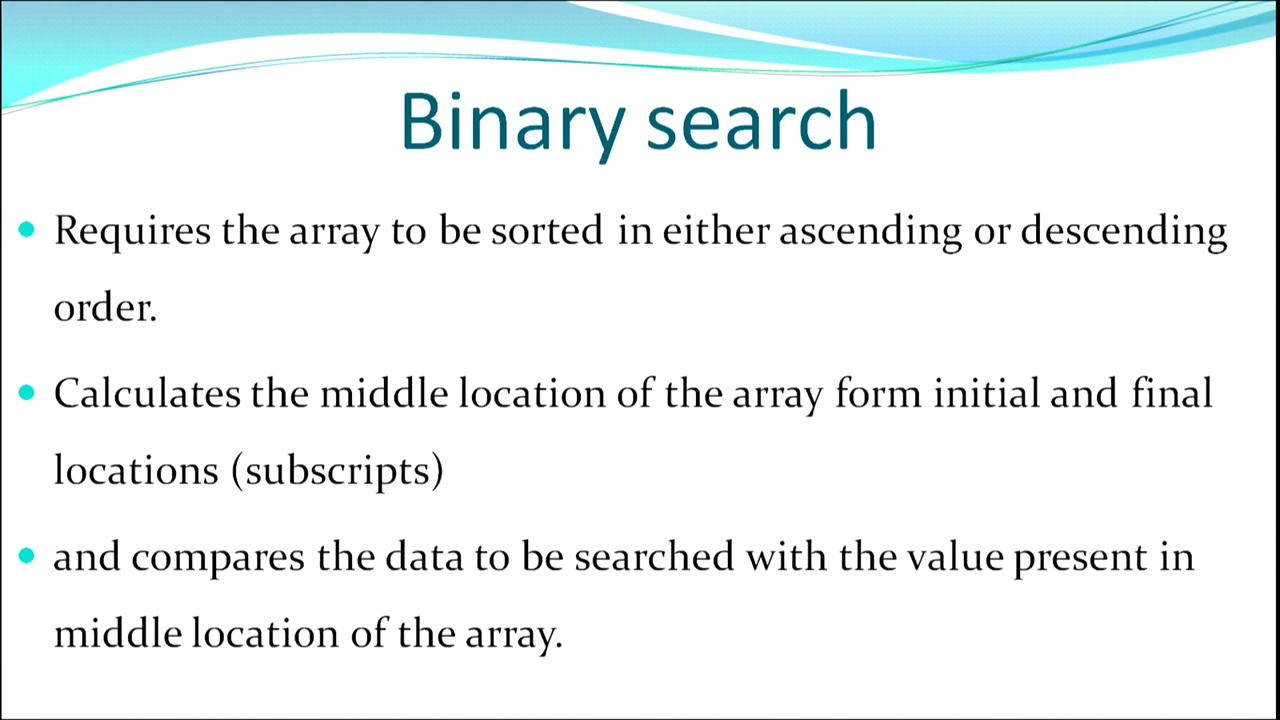 Binary search
Requires the array to be sorted in either ascending or descending
order.
Calculates the middle location of the array form initial and final
locations (subscripts)
and compares the data to be searched with the value present in
middle location of the array.